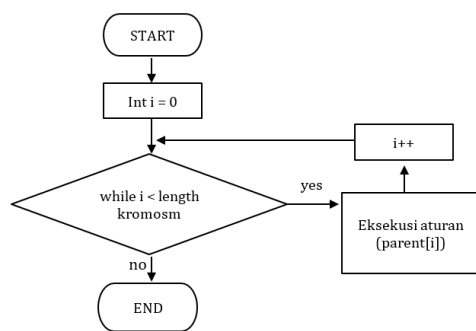 START
Int i = 0
i++
while i < length
kromosm
yes
Eksekusi aturan
(parent[i])
no
END